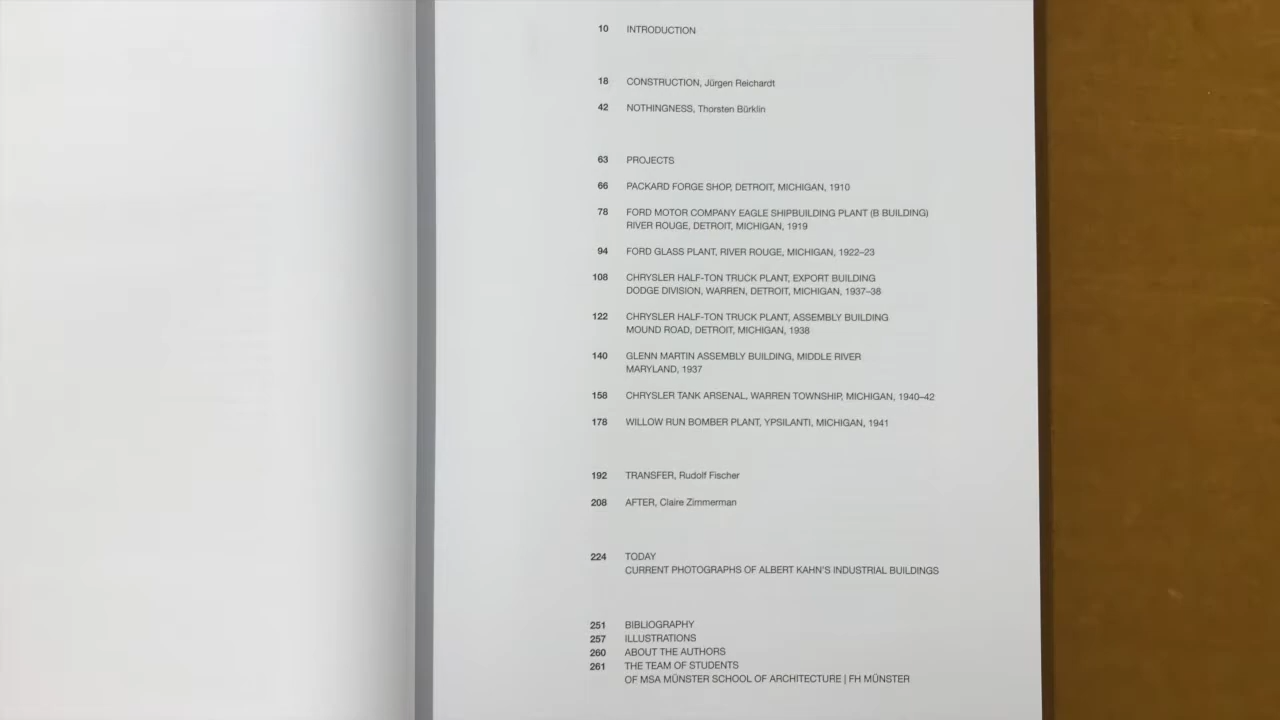 10 INTRODUCTION
18 CONSTRUCTION, Jürgen Reichardt
42 NOTHINGNESS, Thorsten Bürklin
63 PROJECTS
66 PACKARD FORGE SHOP, DETROIT, MICHIGAN, 1910
78 FORD MOTOR COMPANY EAGLE SHIPBUILDING PLANT (B BUILDING)
RIVER ROUGE, DETROIT, MICHIGAN, 1919
94 FORD GLASS PLANT, RIVER ROUGE, MICHIGAN, 1922–23
108 CHRYSLER HALF-TON TRUCK PLANT, EXPORT BUILDING
DODGE DIVISION, WARREN, DETROIT, MICHIGAN, 1937–38
122 CHRYSLER HALF-TON TRUCK PLANT, ASSEMBLY BUILDING
MOUND ROAD, DETROIT, MICHIGAN, 1938
140 GLENN MARTIN ASSEMBLY BUILDING, MIDDLE RIVER
MARYLAND, 1937
158 CHRYSLER TANK ARSENAL, WARREN TOWNSHIP, MICHIGAN, 1940–42
178 WILLOW RUN BOMBER PLANT, YPSILANTI, MICHIGAN, 1941
192 TRANSFER, Rudolf Fischer
208 AFTER, Claire Zimmerman
224 TODAY
CURRENT PHOTOGRAPHS OF ALBERT KAHN'S INDUSTRIAL BUILDINGS
251 BIBLIOGRAPHY
257 ILLUSTRATIONS
260 ABOUT THE AUTHORS
261 THE TEAM OF STUDENTS
OF MSA MÜNSTER SCHOOL OF ARCHITECTURE | FH MÜNSTER